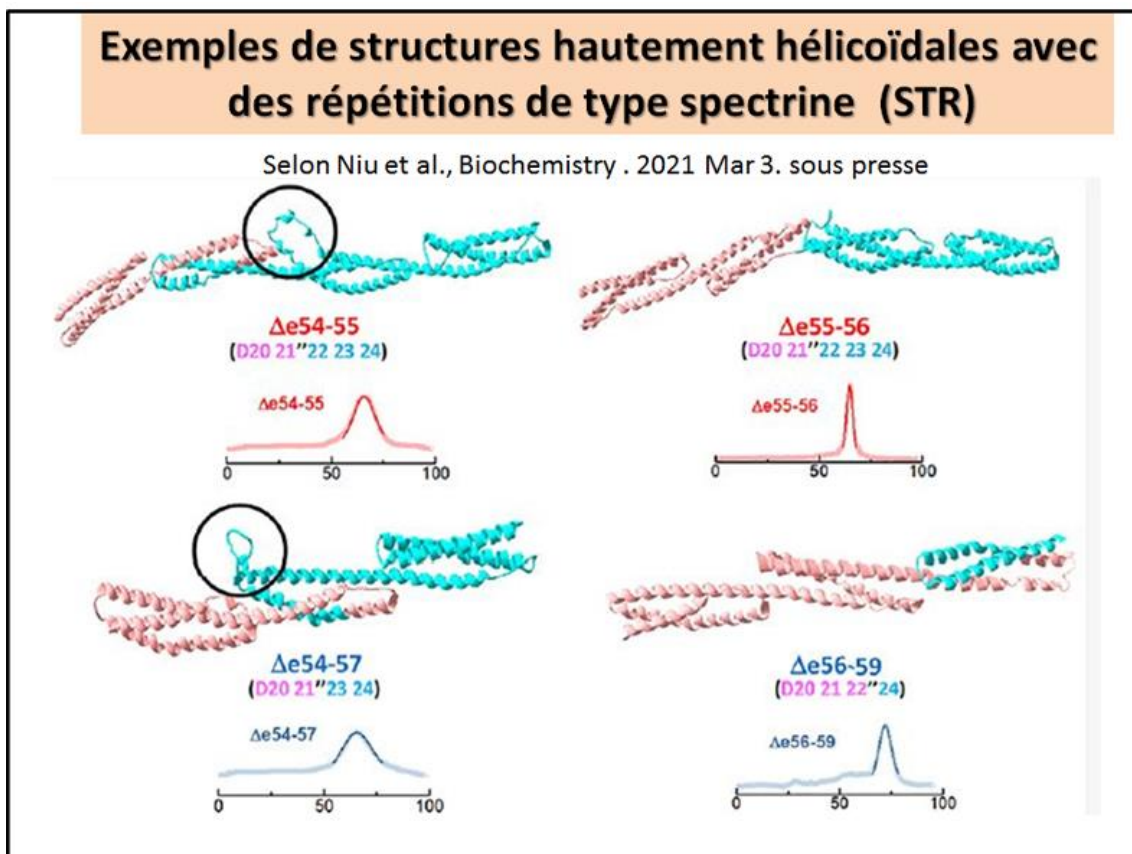 Exemples de structures hautement hélicoïdales avec
des répétitions de type spectrine (STR)
Selon Niu et al., Biochemistry . 2021 Mar 3. sous presse
Δe54-55
(D20 21”22 23 24)
Δe54-55
0 50 100
Δe55-56
(D20 21”22 23 24)
Δe55-56
0 50 100
Δe54-57
(D20 21”23 24)
Δe54-57
0 50 100
Δe56-59
(D20 21 22”24)
Δe56-59
0 50 100